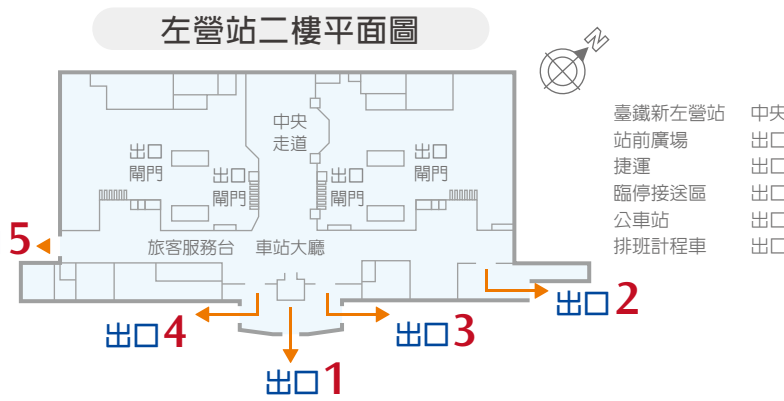 左營站二樓平面圖
N
中央
走道
出口
閘門
出口
閘門
出口
閘門
出口
閘門
5
旅客服務台 車站大廳
出口4
出口1
出口3
出口2
臺鐵新左營站 中央
站前廣場 出口
捷運 出口
臨停接送區 出口
公車站 出口
排班計程車 出口